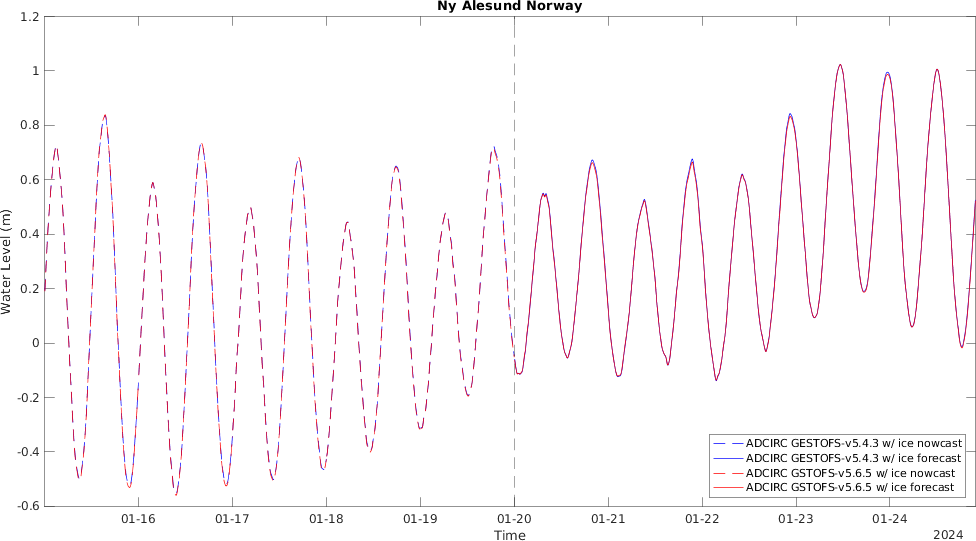 Ny Alesund Norway
1.2
1
0.8
0.6
0.4
0.2
0
-0.2
-0.4
-0.6
Water Level (m)
ADCIRC GESTOFS-v5.4.3 w/ ice nowcast
ADCIRC GESTOFS-v5.4.3 w/ ice forecast
ADCIRC GSTOFS-v5.6.5 w/ ice nowcast
ADCIRC GSTOFS-v5.6.5 w/ ice forecast
01-16 01-17 01-18 01-19 01-20 01-21 01-22 01-23 01-24
Time
2024